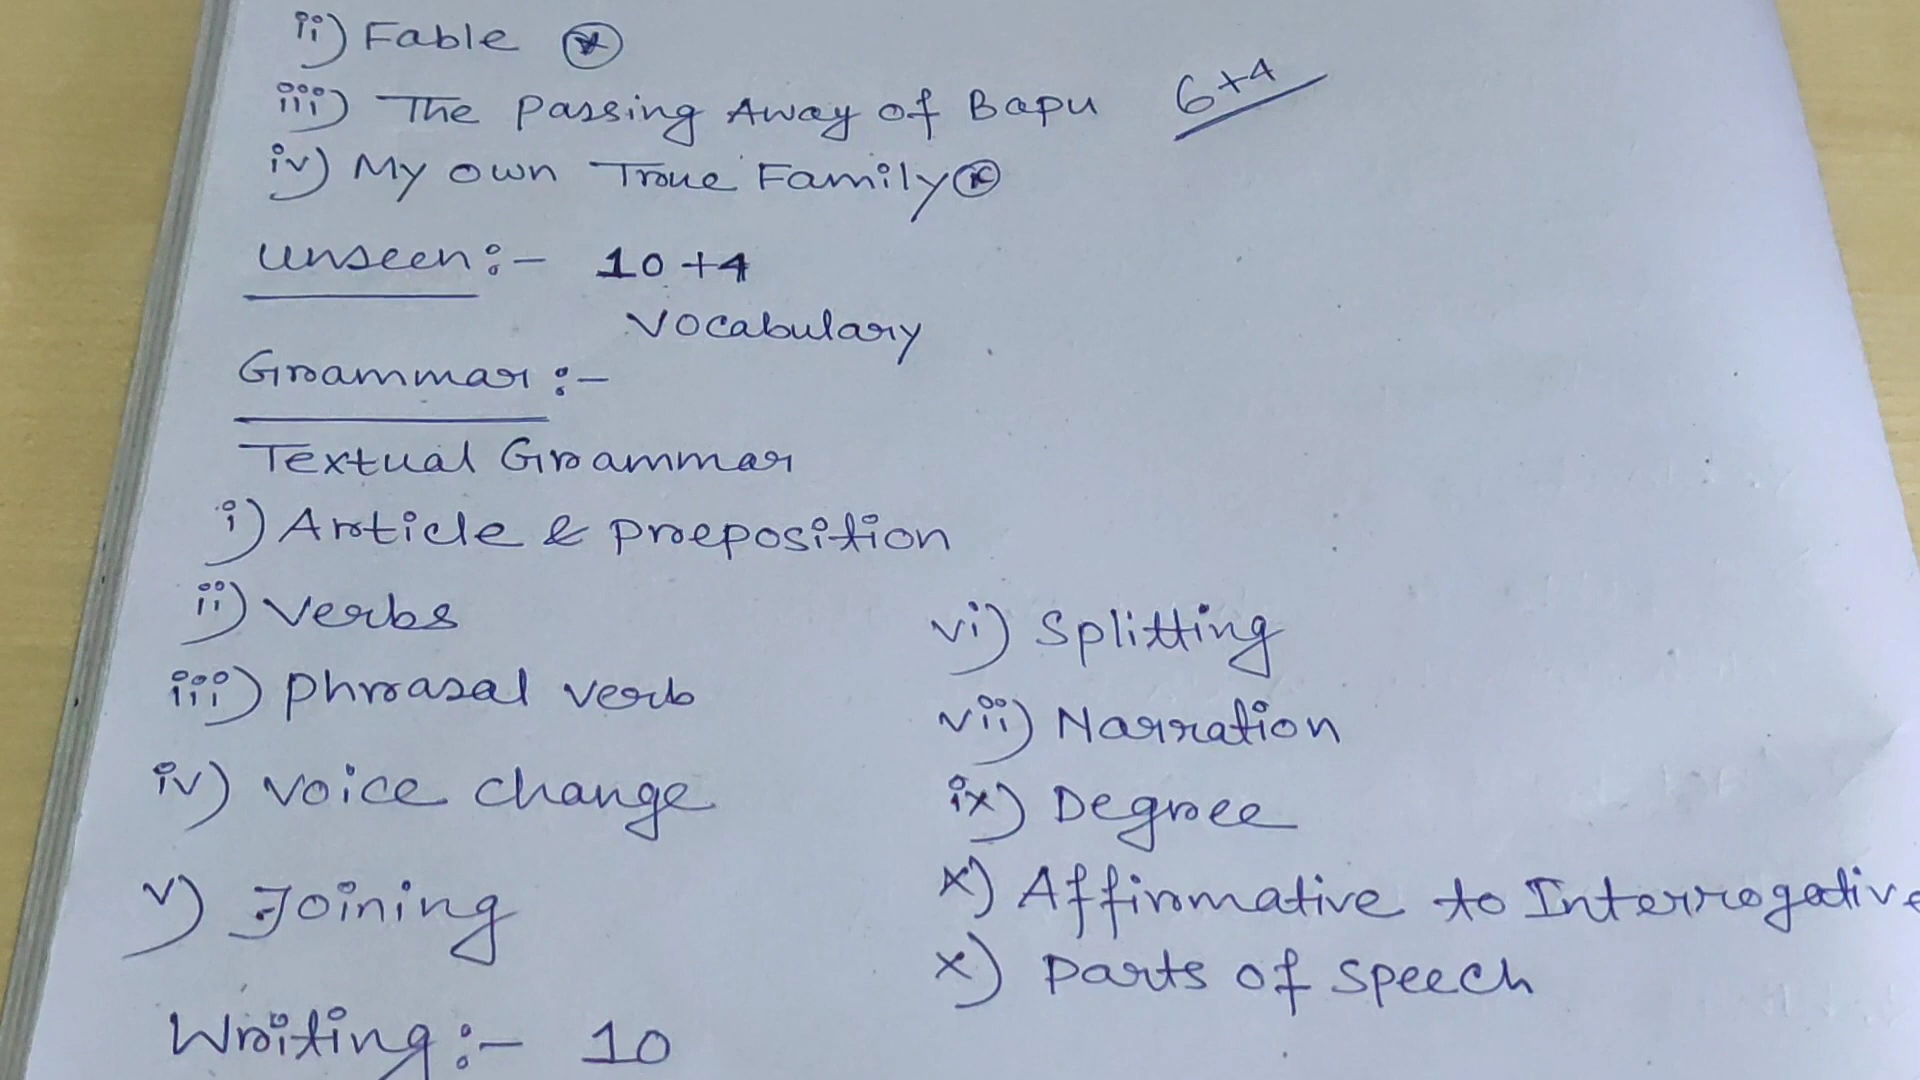 ii) Fable
iii) The Passing Away of Bapu 6+4
iv) My own True Family
Unseen:- 10+4
Vocabulary
Grammar:-
Textual Grammar
i) Article & Preposition
ii) Verbs
iii) Phrasal verb
iv) Voice change
v) Joining
vi) Splitting
vii) Narration
ix) Degree
x) Affirmative to Interrogative
x) Parts of speech
Writing:- 10